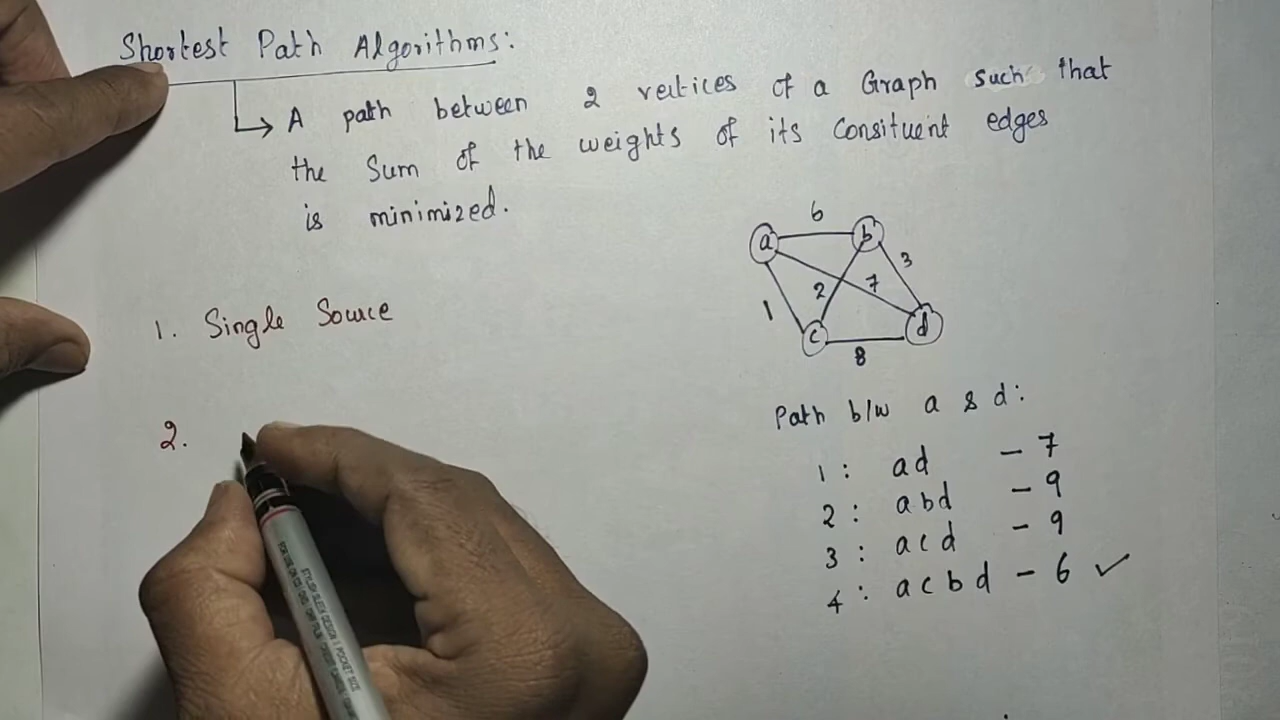 Shortest Path Algorithms:
A path between 2 vertices of a Graph such that
the Sum of the weights of its Consituent edges
is minimized.
6
a b
3
2 7
1
c d
8
1. Single Source
2.
Path b/w a & d:
1: ad - 7
2: abd - 9
3: acd - 9
4: acbd - 6 ✓